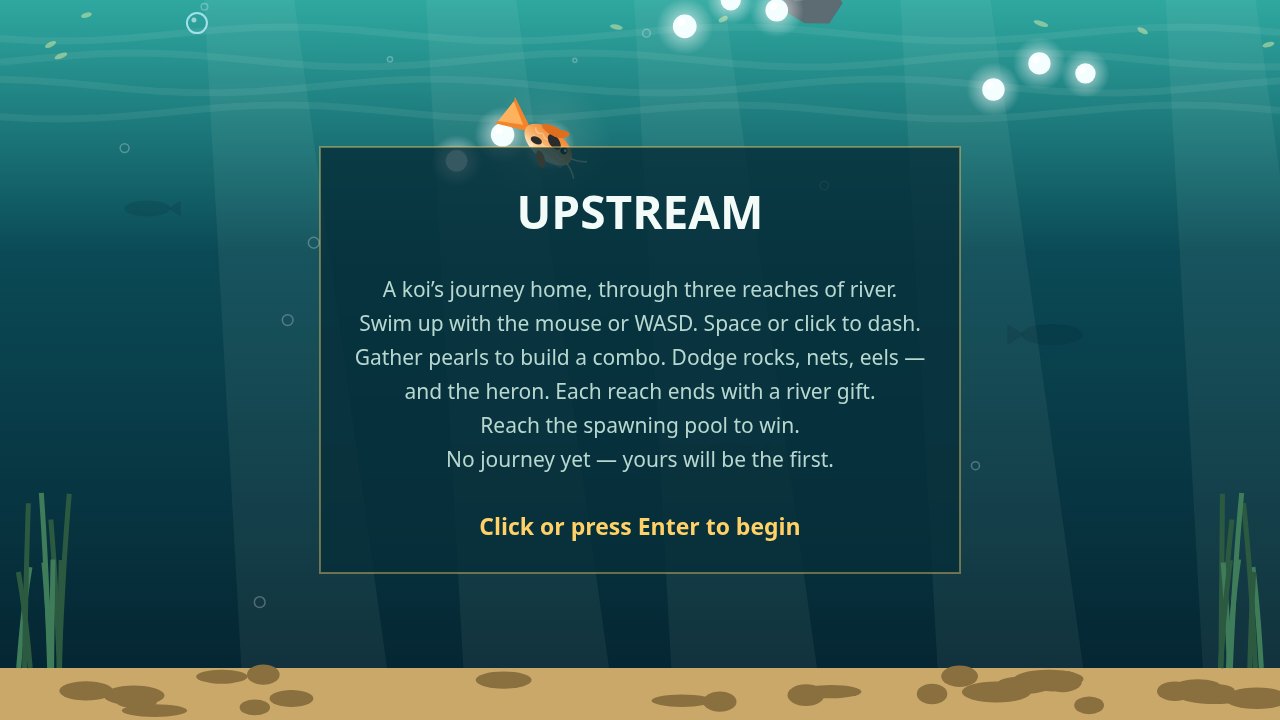 UPSTREAM
A koi’s journey home, through three reaches of river.
Swim up with the mouse or WASD. Space or click to dash.
Gather pearls to build a combo. Dodge rocks, nets, eels —
and the heron. Each reach ends with a river gift.
Reach the spawning pool to win.
No journey yet — yours will be the first.
Click or press Enter to begin